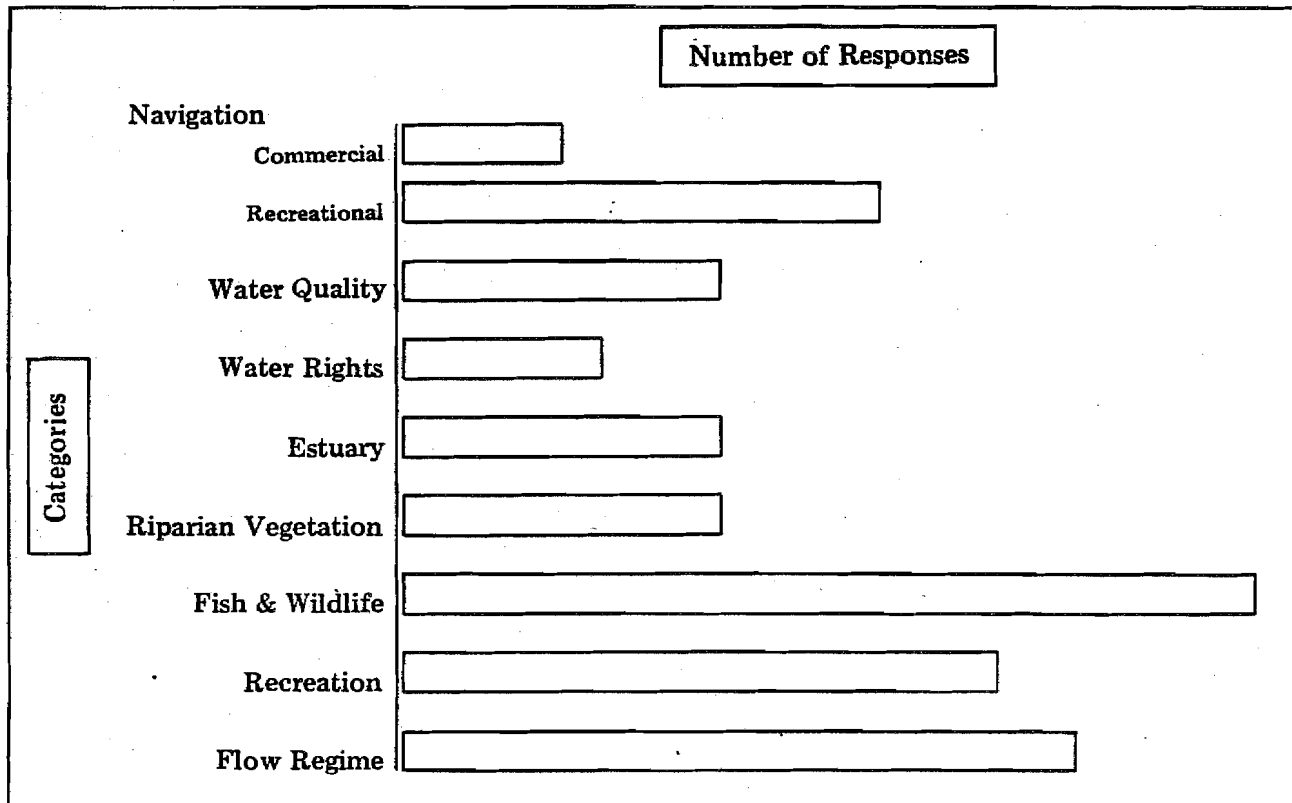 Number of Responses
Navigation
Commercial
Recreational
Water Quality
Water Rights
Estuary
Riparian Vegetation
Fish & Wildlife
Recreation
Flow Regime
Categories